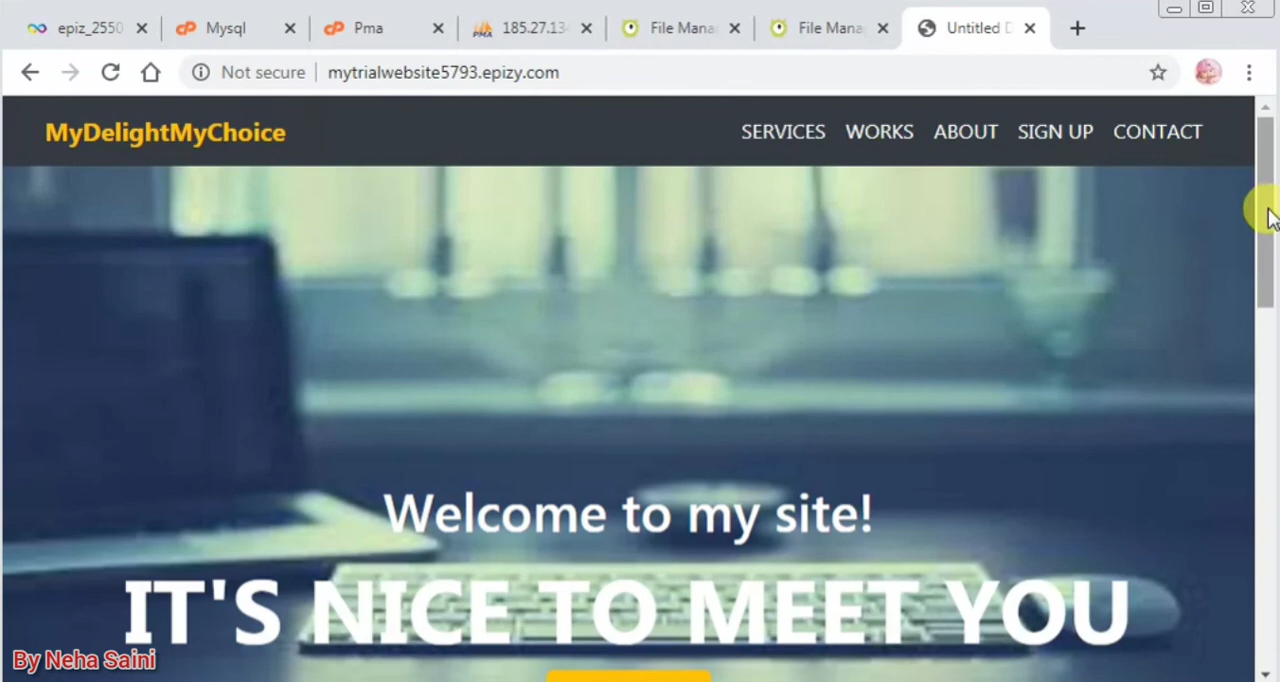 epiz_2550
Mysql
Pma
185.27.13
File Mana
File Mana
Untitled D
Not secure
mytrialwebsite5793.epizy.com
MyDelightMyChoice
SERVICES
WORKS
ABOUT
SIGN UP
CONTACT
Welcome to my site!
IT'S NICE TO MEET YOU
By Neha Saini